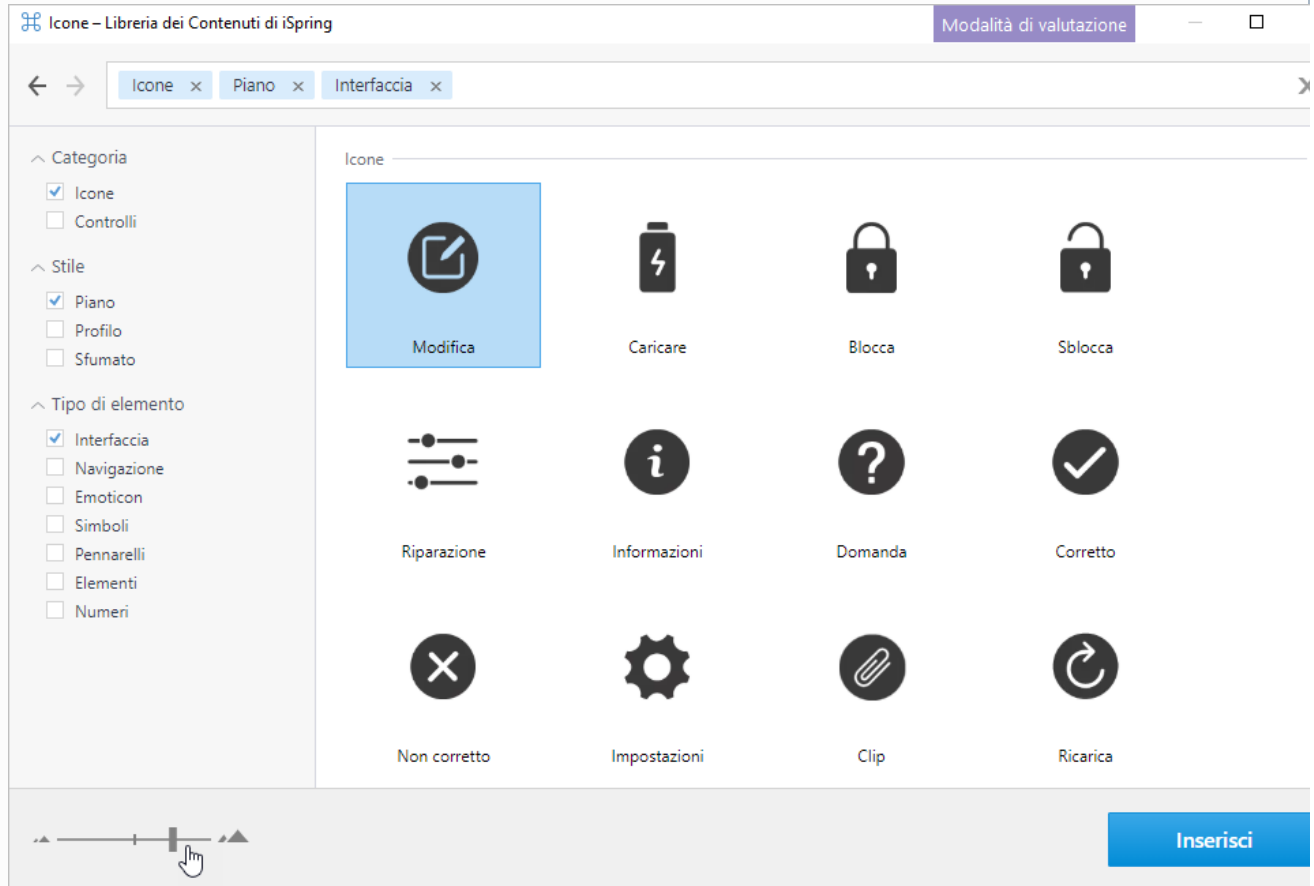 Icone – Libreria dei Contenuti di iSpring
Modalità di valutazione
Icone × Piano × Interfaccia ×
Categoria
Icone
Controlli
Stile
Piano
Profilo
Sfumato
Tipo di elemento
Interfaccia
Navigazione
Emoticon
Simboli
Pennarelli
Elementi
Numeri
Icone
Modifica Caricare Blocca Sblocca
Riparazione Informazioni Domanda Corretto
Non corretto Impostazioni Clip Ricarica
Inserisci